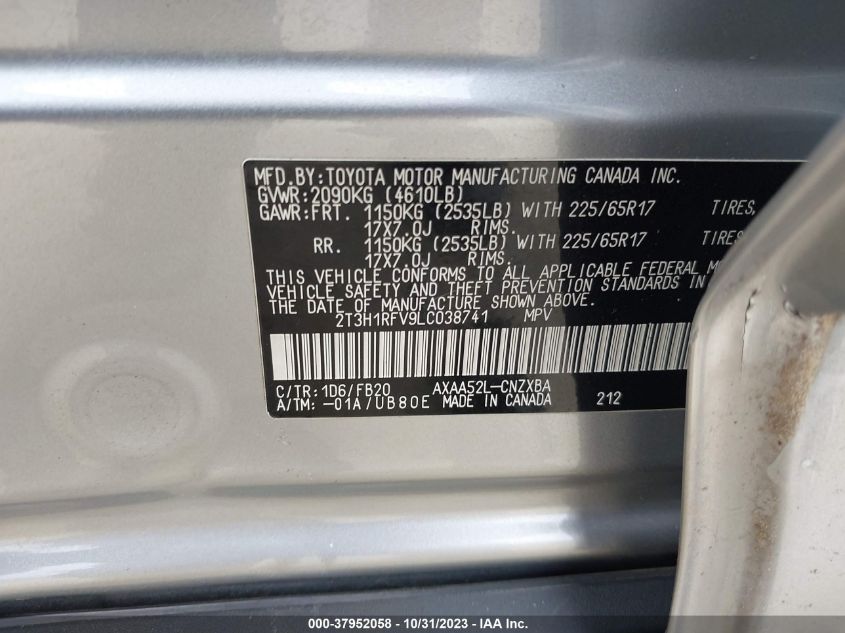 MFD.BY:TOYOTA MOTOR MANUFACTURING CANADA INC.
GVWR:2090KG (4610LB)
GAWR:FRT. 1150KG (2535LB) WITH 225/65R17 TIRES,
17X7.0J RIMS.
RR. 1150KG (2535LB) WITH 225/65R17 TIRES
17X7.0J RIMS.
THIS VEHICLE CONFORMS TO ALL APPLICABLE FEDERAL
VEHICLE SAFETY AND THEFT PREVENTION STANDARDS IN
THE DATE OF MANUFACTURE SHOWN ABOVE.
2T3H1RFV9LC038741 MPV
C/TR:1D6/FB20 AXAA52L-CNZXBA
A/TM:-01A/UB80E MADE IN CANADA 212
000-37952058 - 10/31/2023 - IAA Inc.